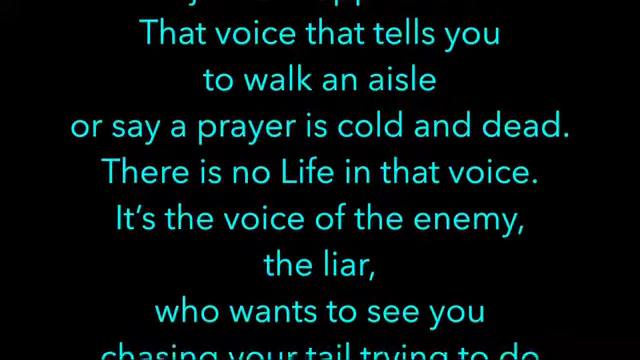 That voice that tells you
to walk an aisle
or say a prayer is cold and dead.
There is no Life in that voice.
It's the voice of the enemy,
the liar,
who wants to see you
chasing your tail trying to do